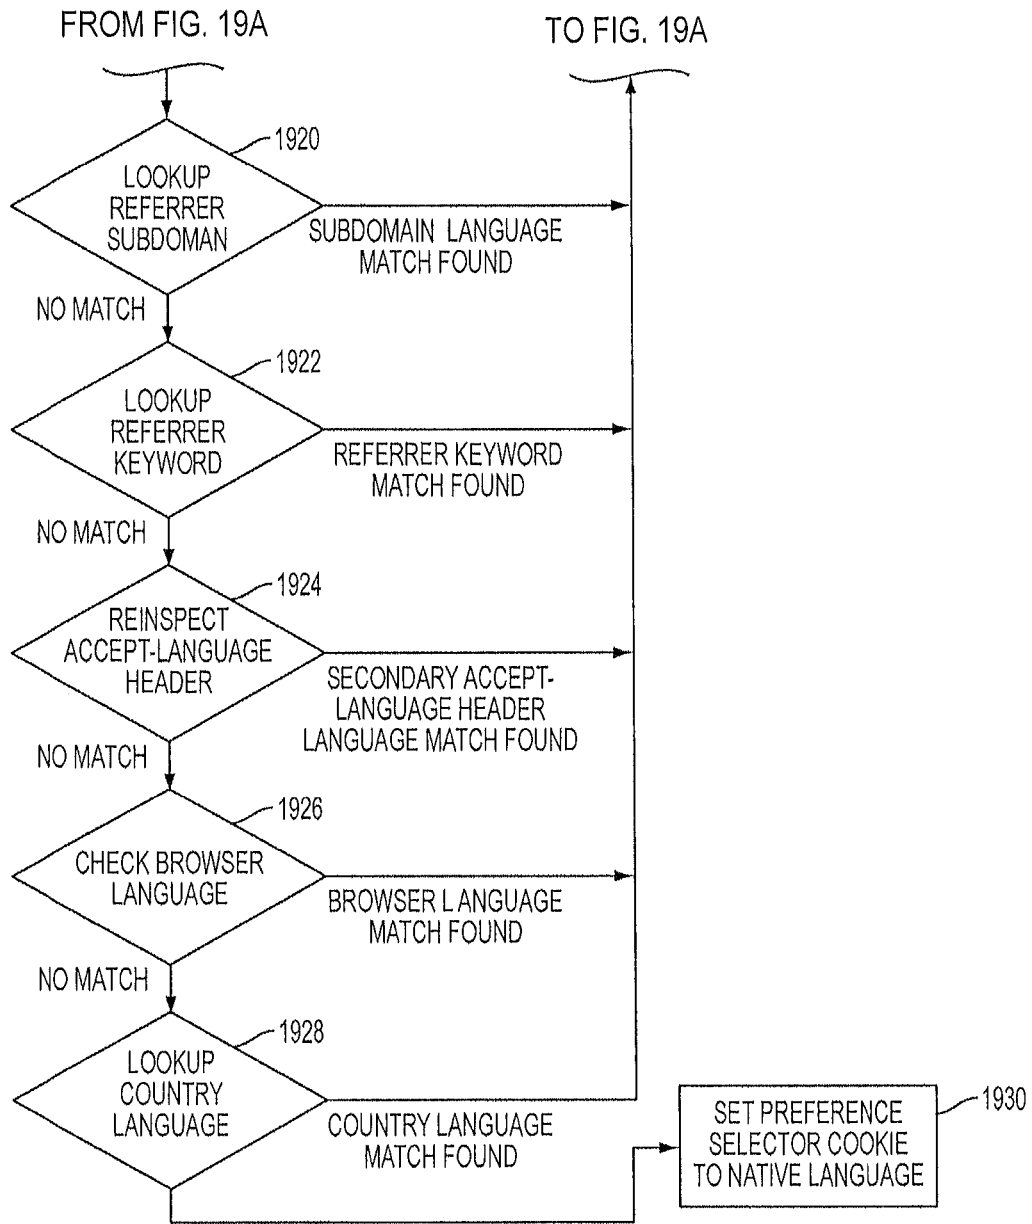 FROM FIG. 19A
TO FIG. 19A
1920
LOOKUP
REFERRER
SUBDOMAN
SUBDOMAIN LANGUAGE
MATCH FOUND
NO MATCH
1922
LOOKUP
REFERRER
KEYWORD
REFERRER KEYWORD
MATCH FOUND
NO MATCH
1924
REINSPECT
ACCEPT-LANGUAGE
HEADER
SECONDARY ACCEPT-
LANGUAGE HEADER
LANGUAGE MATCH FOUND
NO MATCH
1926
CHECK BROWSER
LANGUAGE
BROWSER LANGUAGE
MATCH FOUND
NO MATCH
1928
LOOKUP
COUNTRY
LANGUAGE
COUNTRY LANGUAGE
MATCH FOUND
1930
SET PREFERENCE
SELECTOR COOKIE
TO NATIVE LANGUAGE